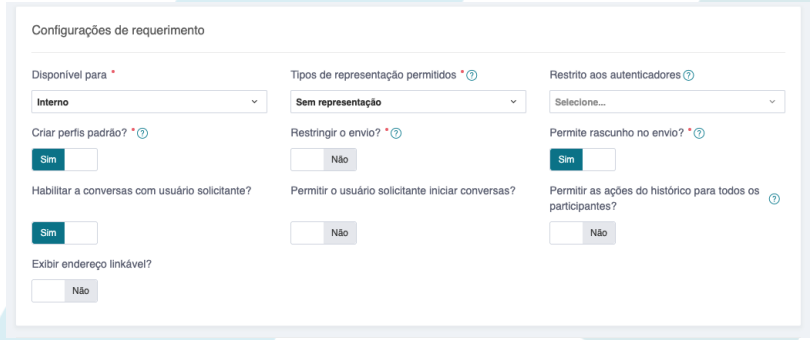 Configurações de requerimento
Disponível para *
Tipos de representação permitidos * ?
Restrito aos autenticadores ?
Interno
Sem representação
Selecione...
Criar perfis padrão? * ?
Restringir o envio? * ?
Permite rascunho no envio? * ?
Sim
Não
Sim
Habilitar a conversas com usuário solicitante?
Permitir o usuário solicitante iniciar conversas?
Permitir as ações do histórico para todos os
participantes? ?
Sim
Não
Não
Exibir endereço linkável?
Não